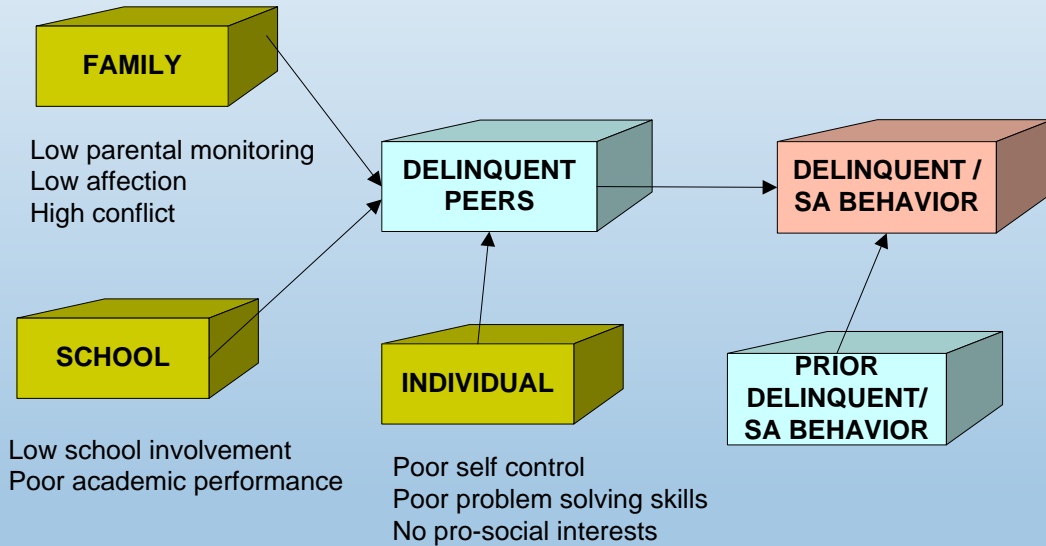 FAMILY
Low parental monitoring
Low affection
High conflict
DELINQUENT
PEERS
DELINQUENT /
SA BEHAVIOR
SCHOOL
Low school involvement
Poor academic performance
INDIVIDUAL
Poor self control
Poor problem solving skills
No pro-social interests
PRIOR
DELINQUENT/
SA BEHAVIOR